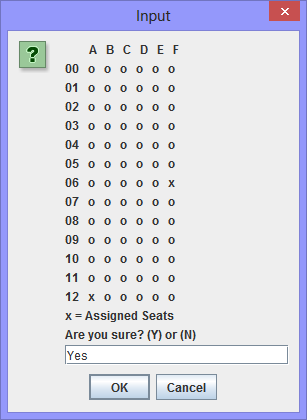 Input
A B C D E F
00 o o o o o o
01 o o o o o o
02 o o o o o o
03 o o o o o o
04 o o o o o o
05 o o o o o o
06 o o o o o x
07 o o o o o o
08 o o o o o o
09 o o o o o o
10 o o o o o o
11 o o o o o o
12 x o o o o o
x = Assigned Seats
Are you sure? (Y) or (N)
Yes
OK Cancel